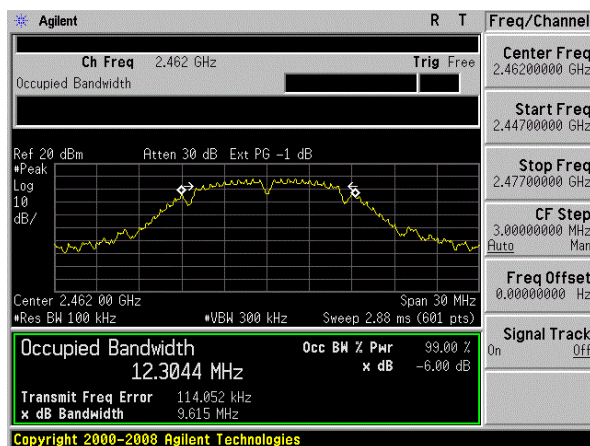 Agilent R T Freq/Channel
Ch Freq 2.462 GHz Trig Free
Occupied Bandwidth
Center Freq
2.46200000 GHz
Start Freq
2.44700000 GHz
Stop Freq
2.47700000 GHz
CF Step
3.00000000 MHz
Auto Man
Freq Offset
0.00000000 Hz
Signal Track
On Off
Ref 20 dBm Atten 30 dB Ext PG -1 dB
#Peak
Log
10
dB/
Center 2.462 00 GHz Span 30 MHz
#Res BW 100 kHz #VBW 300 kHz Sweep 2.88 ms (601 pts)
Occupied Bandwidth Occ BW % Pwr 99.00 %
12.3044 MHz x dB -6.00 dB
Transmit Freq Error 114.052 kHz
x dB Bandwidth 9.615 MHz
Copyright 2000-2008 Agilent Technologies